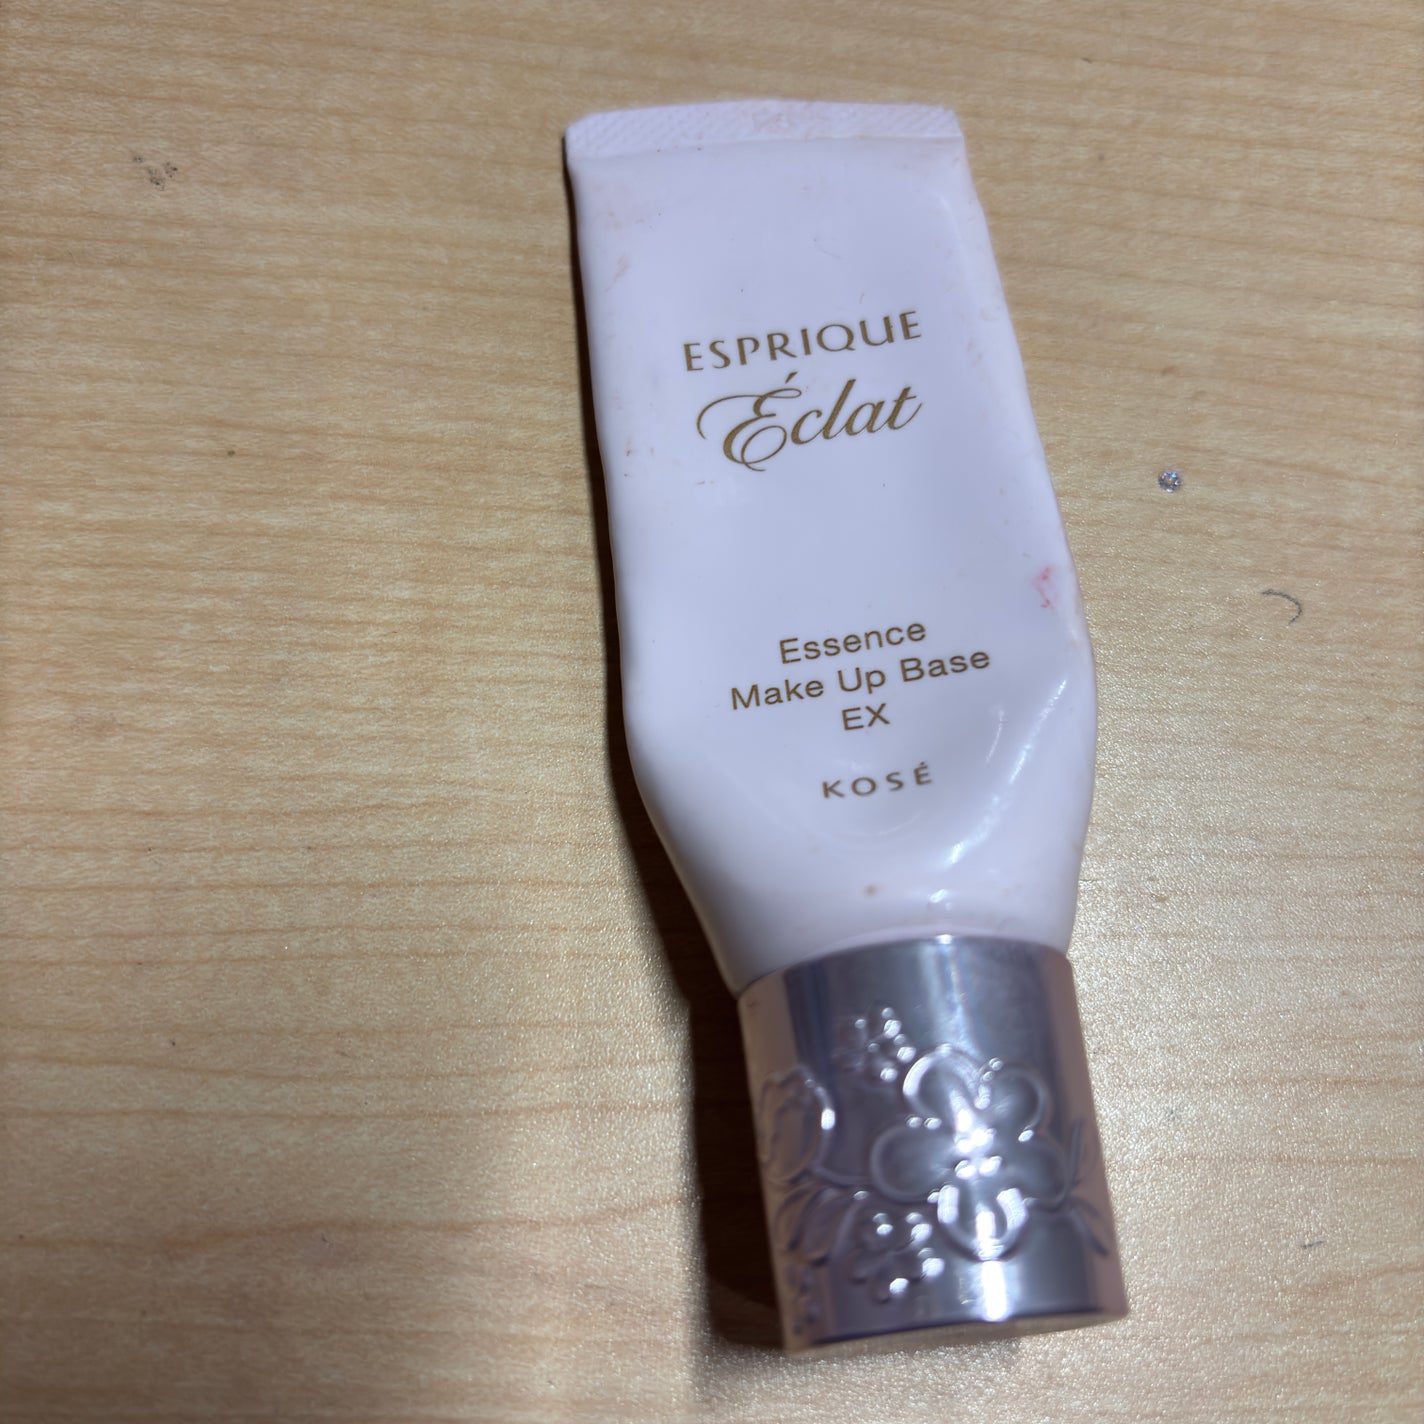 ESPRIQUE
Éclat
Essence
Make Up Base
EX
KOSÉ